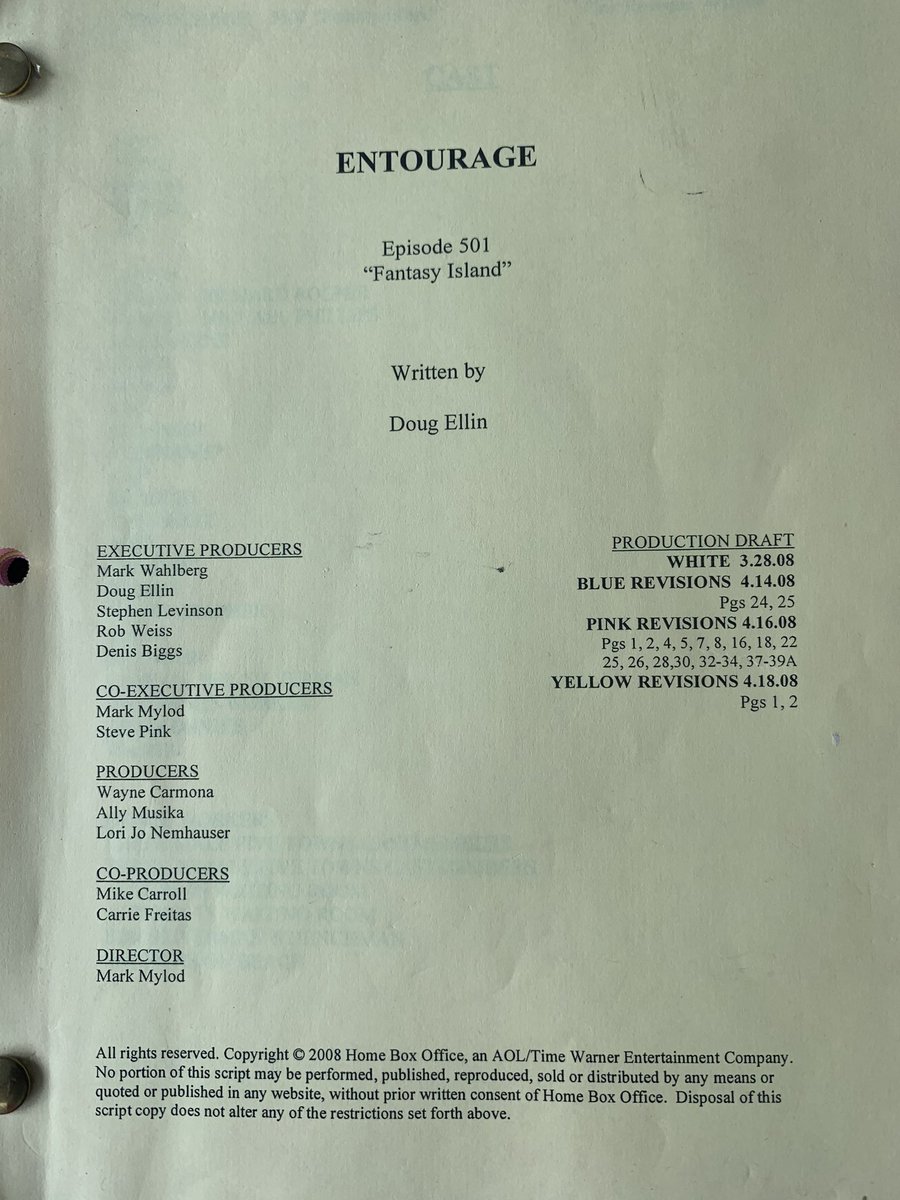 ENTOURAGE
Episode 501
“Fantasy Island”
Written by
Doug Ellin
EXECUTIVE PRODUCERS
Mark Wahlberg
Doug Ellin
Stephen Levinson
Rob Weiss
Denis Biggs
CO-EXECUTIVE PRODUCERS
Mark Mylod
Steve Pink
PRODUCERS
Wayne Carmona
Ally Musika
Lori Jo Nemhauser
CO-PRODUCERS
Mike Carroll
Carrie Freitas
DIRECTOR
Mark Mylod
PRODUCTION DRAFT
WHITE 3.28.08
BLUE REVISIONS 4.14.08
Pgs 24, 25
PINK REVISIONS 4.16.08
Pgs 1, 2, 4, 5, 7, 8, 16, 18, 22
25, 26, 28,30, 32-34, 37-39A
YELLOW REVISIONS 4.18.08
Pgs 1, 2
All rights reserved. Copyright © 2008 Home Box Office, an AOL/Time Warner Entertainment Company.
No portion of this script may be performed, published, reproduced, sold or distributed by any means or
quoted or published in any website, without prior written consent of Home Box Office. Disposal of this
script copy does not alter any of the restrictions set forth above.